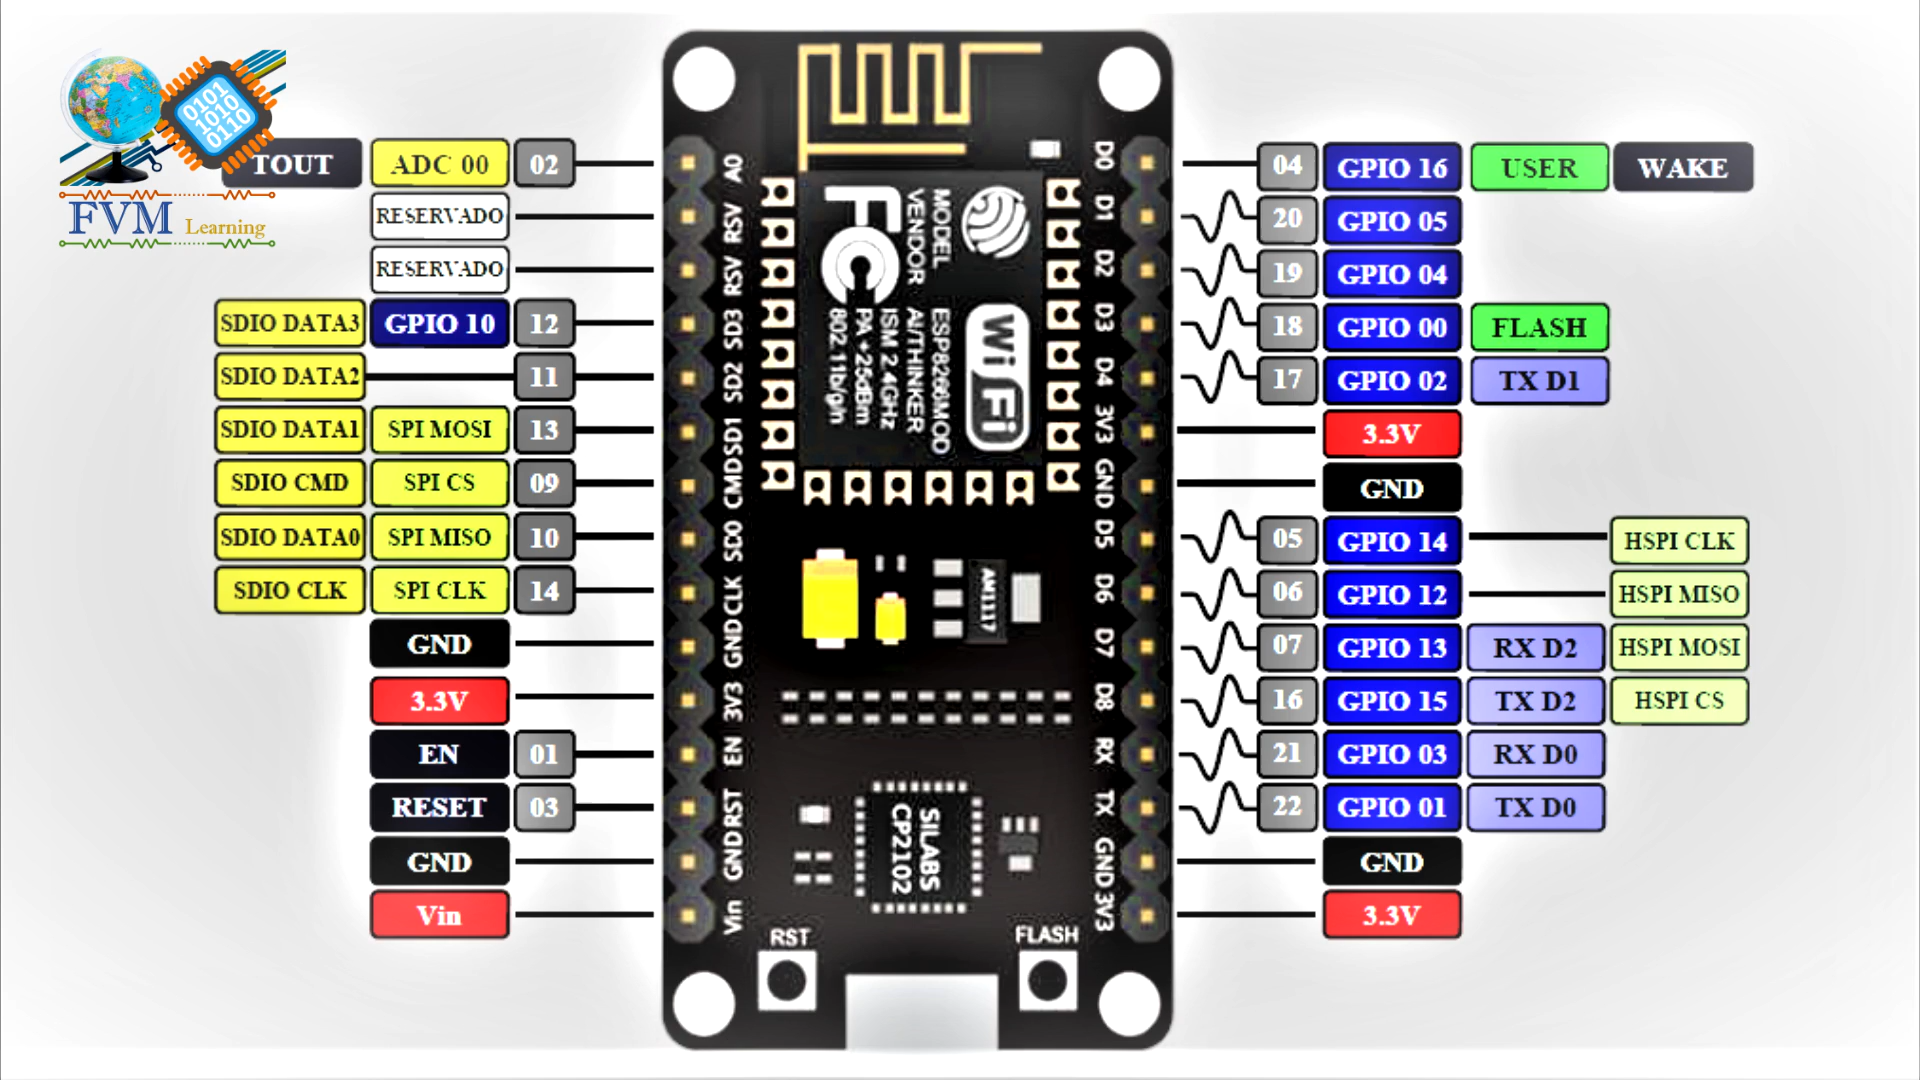 0101
1010
0110
FVM Learning
TOUT ADC 00 02
RESERVADO
RESERVADO
SDIO DATA3 GPIO 10 12
SDIO DATA2 11
SDIO DATA1 SPI MOSI 13
SDIO CMD SPI CS 09
SDIO DATA0 SPI MISO 10
SDIO CLK SPI CLK 14
GND
3.3V
EN 01
RESET 03
GND
Vin
A0
RSV
RSV
SD3
SD2
SD1
CMD
SD0
CLK
GND
3V3
EN
RST
GND
Vin
MODEL ESP8266MOD
VENDOR AI/THINKER
ISM 2.4GHz
PA +25dBm
802.11b/g/n
FC
WiFi
AM1117
SILABS
CP2102
RST
FLASH
D0
D1
D2
D3
D4
3V3
GND
D5
D6
D7
D8
RX
TX
GND
3V3
04 GPIO 16 USER WAKE
20 GPIO 05
19 GPIO 04
18 GPIO 00 FLASH
17 GPIO 02 TX D1
3.3V
GND
05 GPIO 14 HSPI CLK
06 GPIO 12 HSPI MISO
07 GPIO 13 RX D2 HSPI MOSI
16 GPIO 15 TX D2 HSPI CS
21 GPIO 03 RX D0
22 GPIO 01 TX D0
GND
3.3V